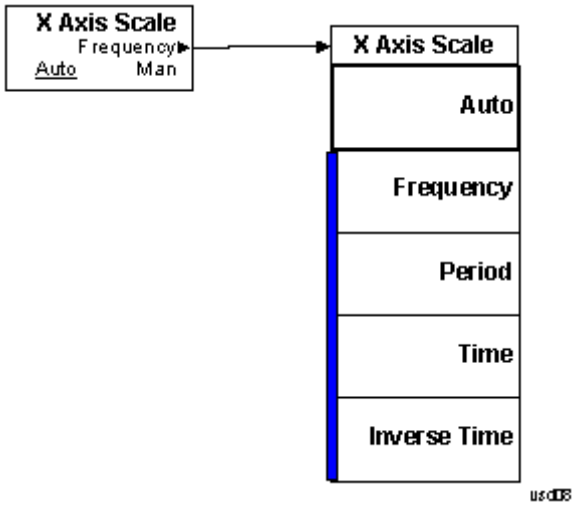 X Axis Scale
Frequency
Auto Man
X Axis Scale
Auto
Frequency
Period
Time
Inverse Time
usd08